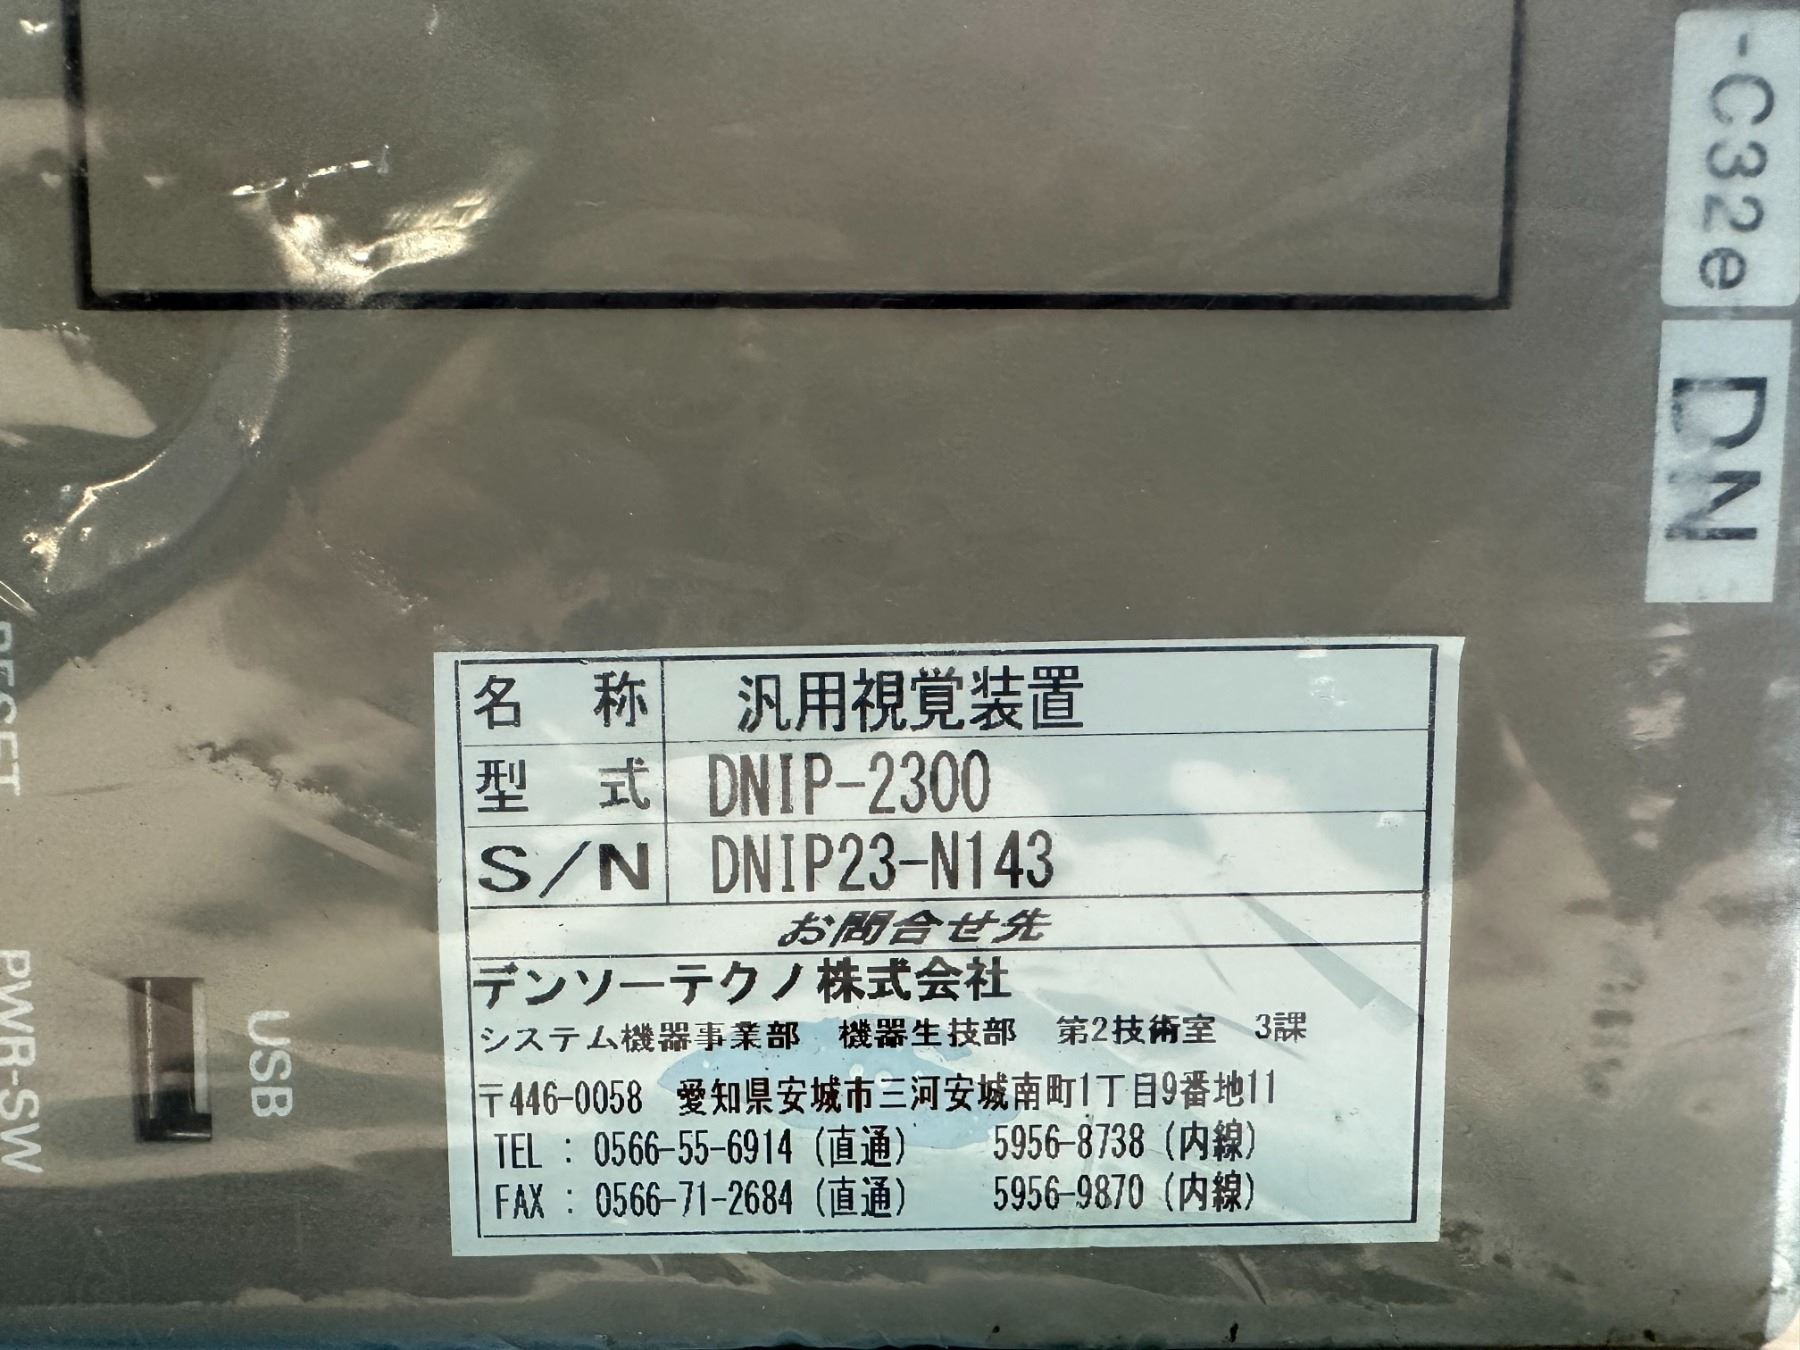 -C32e
DN
名 称 汎用視覚装置
型 式 DNIP-2300
S/N DNIP23-N143
お問合せ先
デンソーテクノ株式会社
システム機器事業部 機器生技部 第2技術室 3課
〒446-0058 愛知県安城市三河安城南町1丁目9番地11
TEL : 0566-55-6914 (直通) 5956-8738 (内線)
FAX : 0566-71-2684 (直通) 5956-9870 (内線)
RESET
PWR-SW
USB